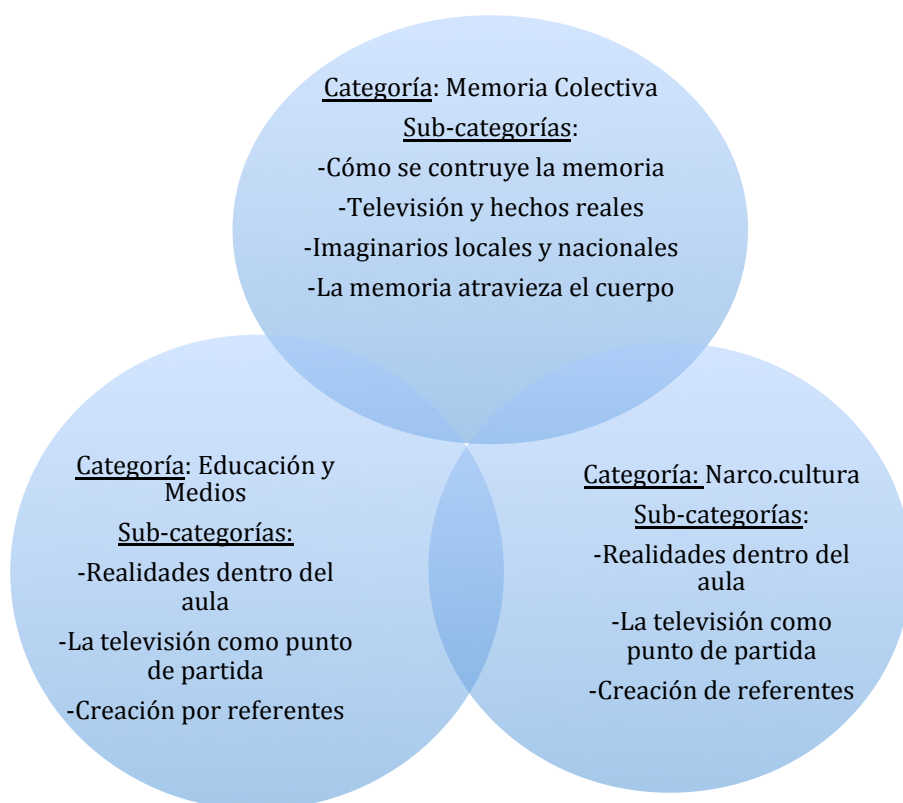 Categoría: Memoria Colectiva
Sub-categorías:
-Cómo se contruye la memoria
-Televisión y hechos reales
-Imaginarios locales y nacionales
-La memoria atravieza el cuerpo
Categoría: Educación y
Medios
Sub-categorías:
-Realidades dentro del
aula
-La televisión como punto
de partida
-Creación por referentes
Categoría: Narco.cultura
Sub-categorías:
-Realidades dentro del
aula
-La televisión como
punto de partida
-Creación de referentes